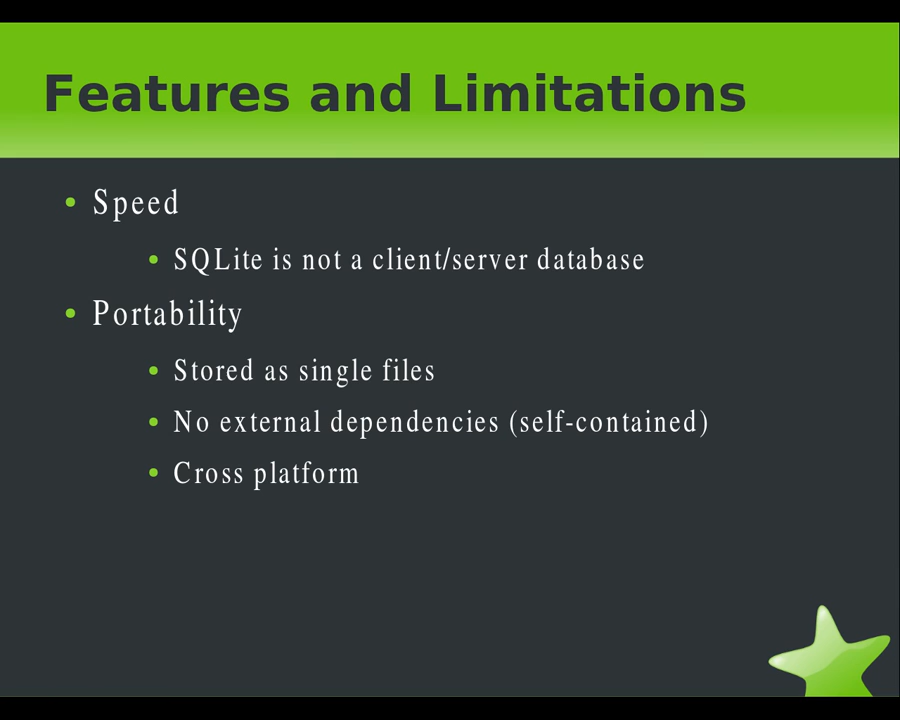 Features and Limitations
Speed
SQLite is not a client/server database
Portability
Stored as single files
No external dependencies (self-contained)
Cross platform